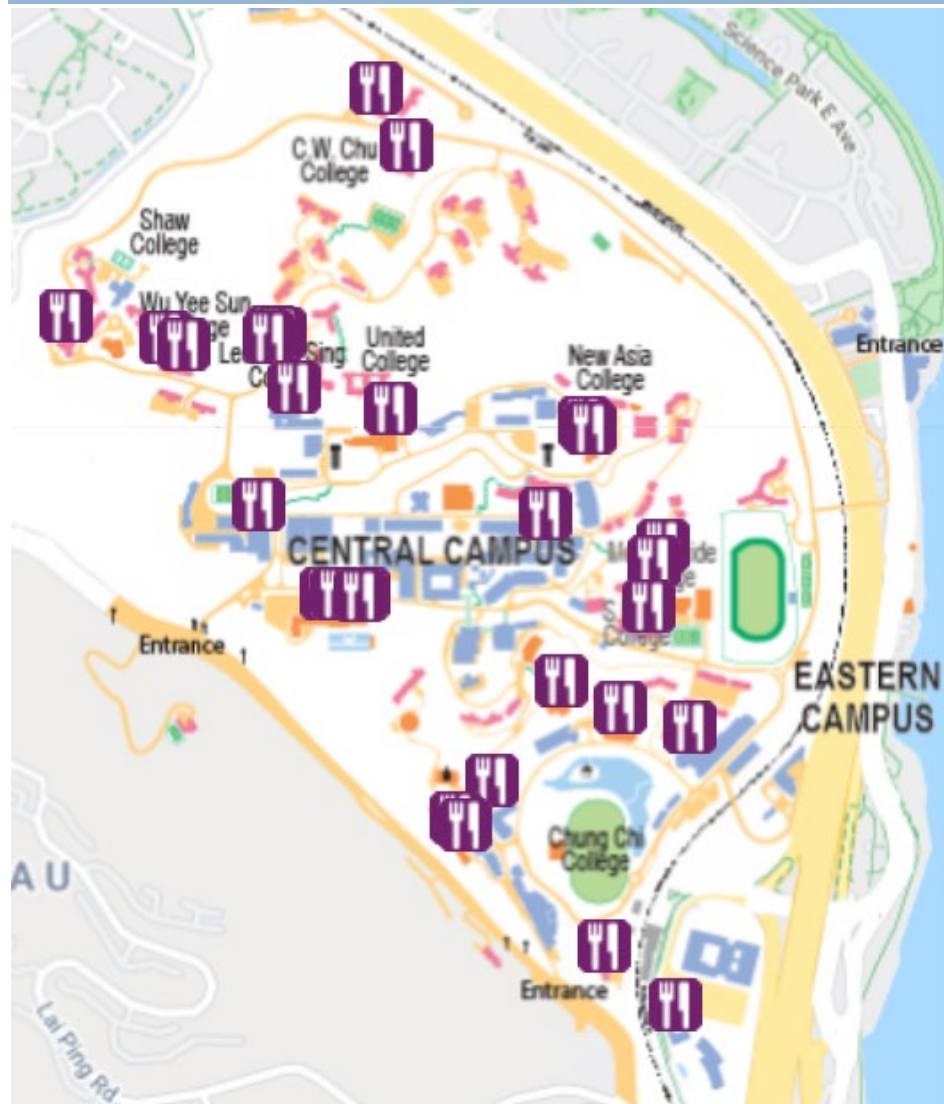 Science Park E Ave
C.W. Chu
College
Shaw
College
Wu Yee Sun
United
College
New Asia
College
Entrance
CENTRAL CAMPUS
College
Entrance
EASTERN
CAMPUS
Chung Chi
College
A U
Entrance
Lai Ping Rd